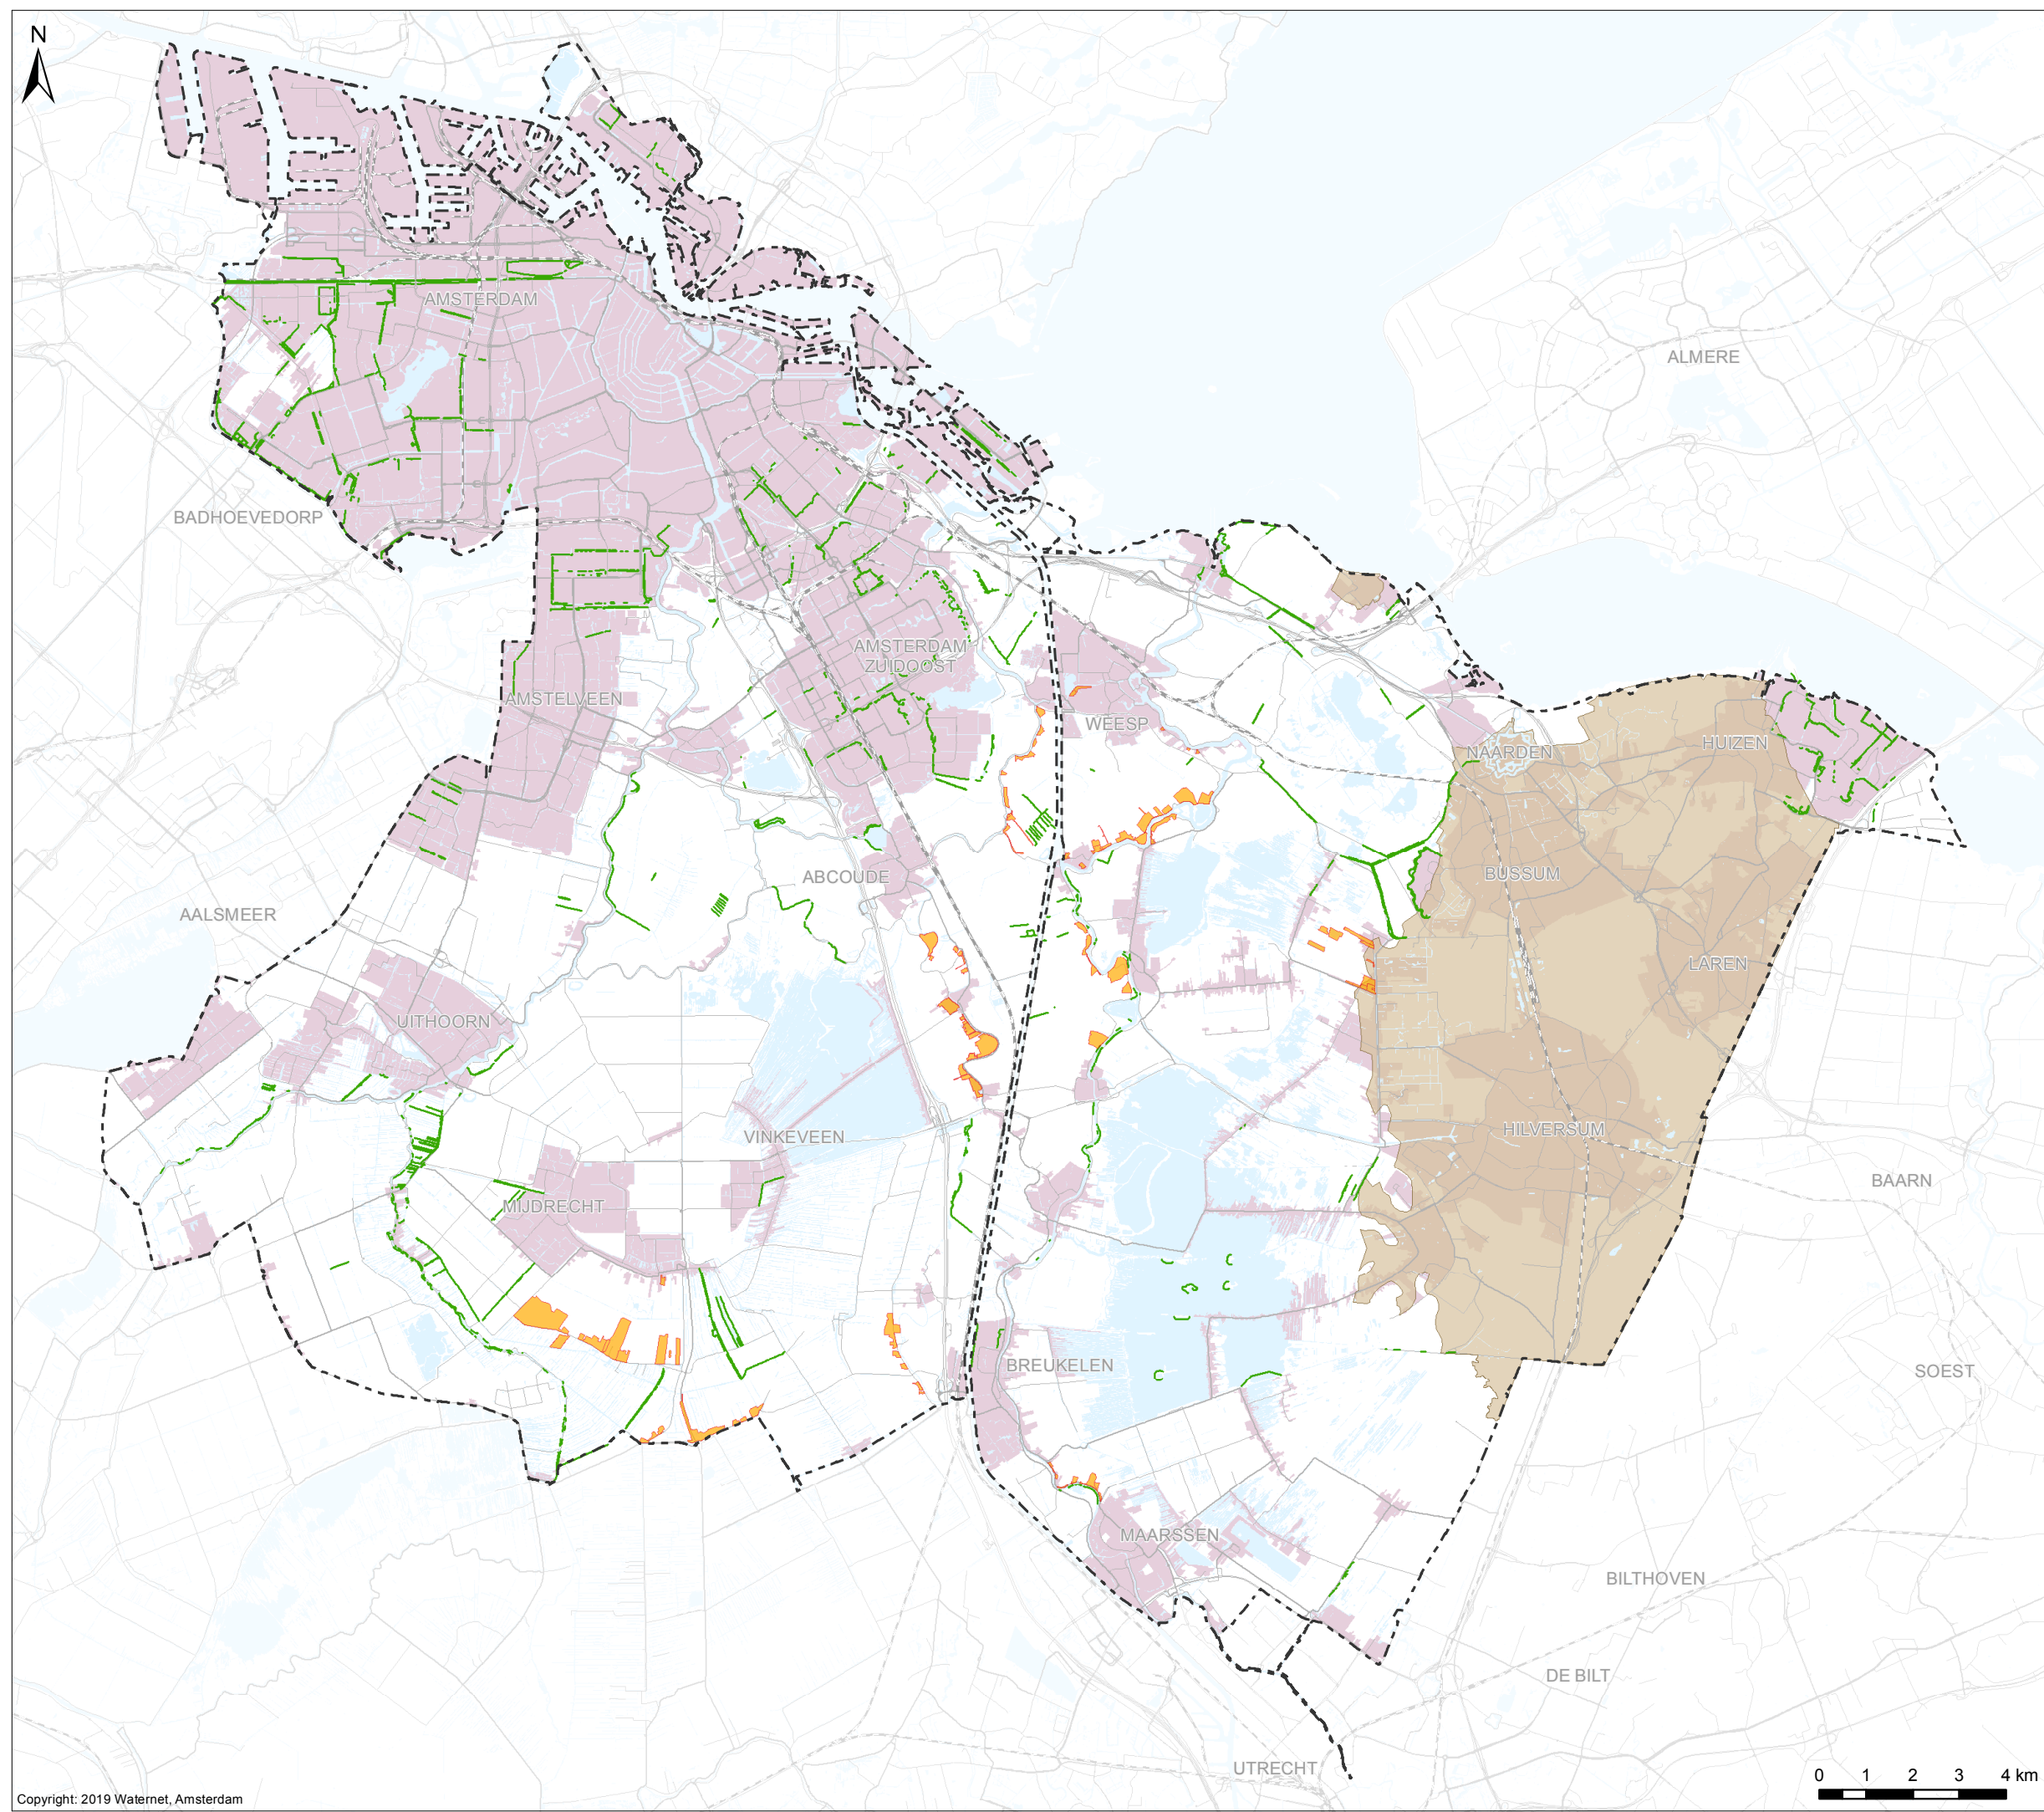 N
AMSTERDAM
ALMERE
BADHOEVEDORP
AMSTERDAM
ZUIDOOST
AMSTELVEEN
WEESP
NAARDEN
HUIZEN
ABCOUDE
BUSSUM
AALSMEER
LAREN
UITHOORN
VINKEVEEN
HILVERSUM
BAARN
MIJDRECHT
BREUKELEN
SOEST
MAARSSEN
BILTHOVEN
DE BILT
UTRECHT
0 1 2 3 4 km
Copyright: 2019 Waternet, Amsterdam